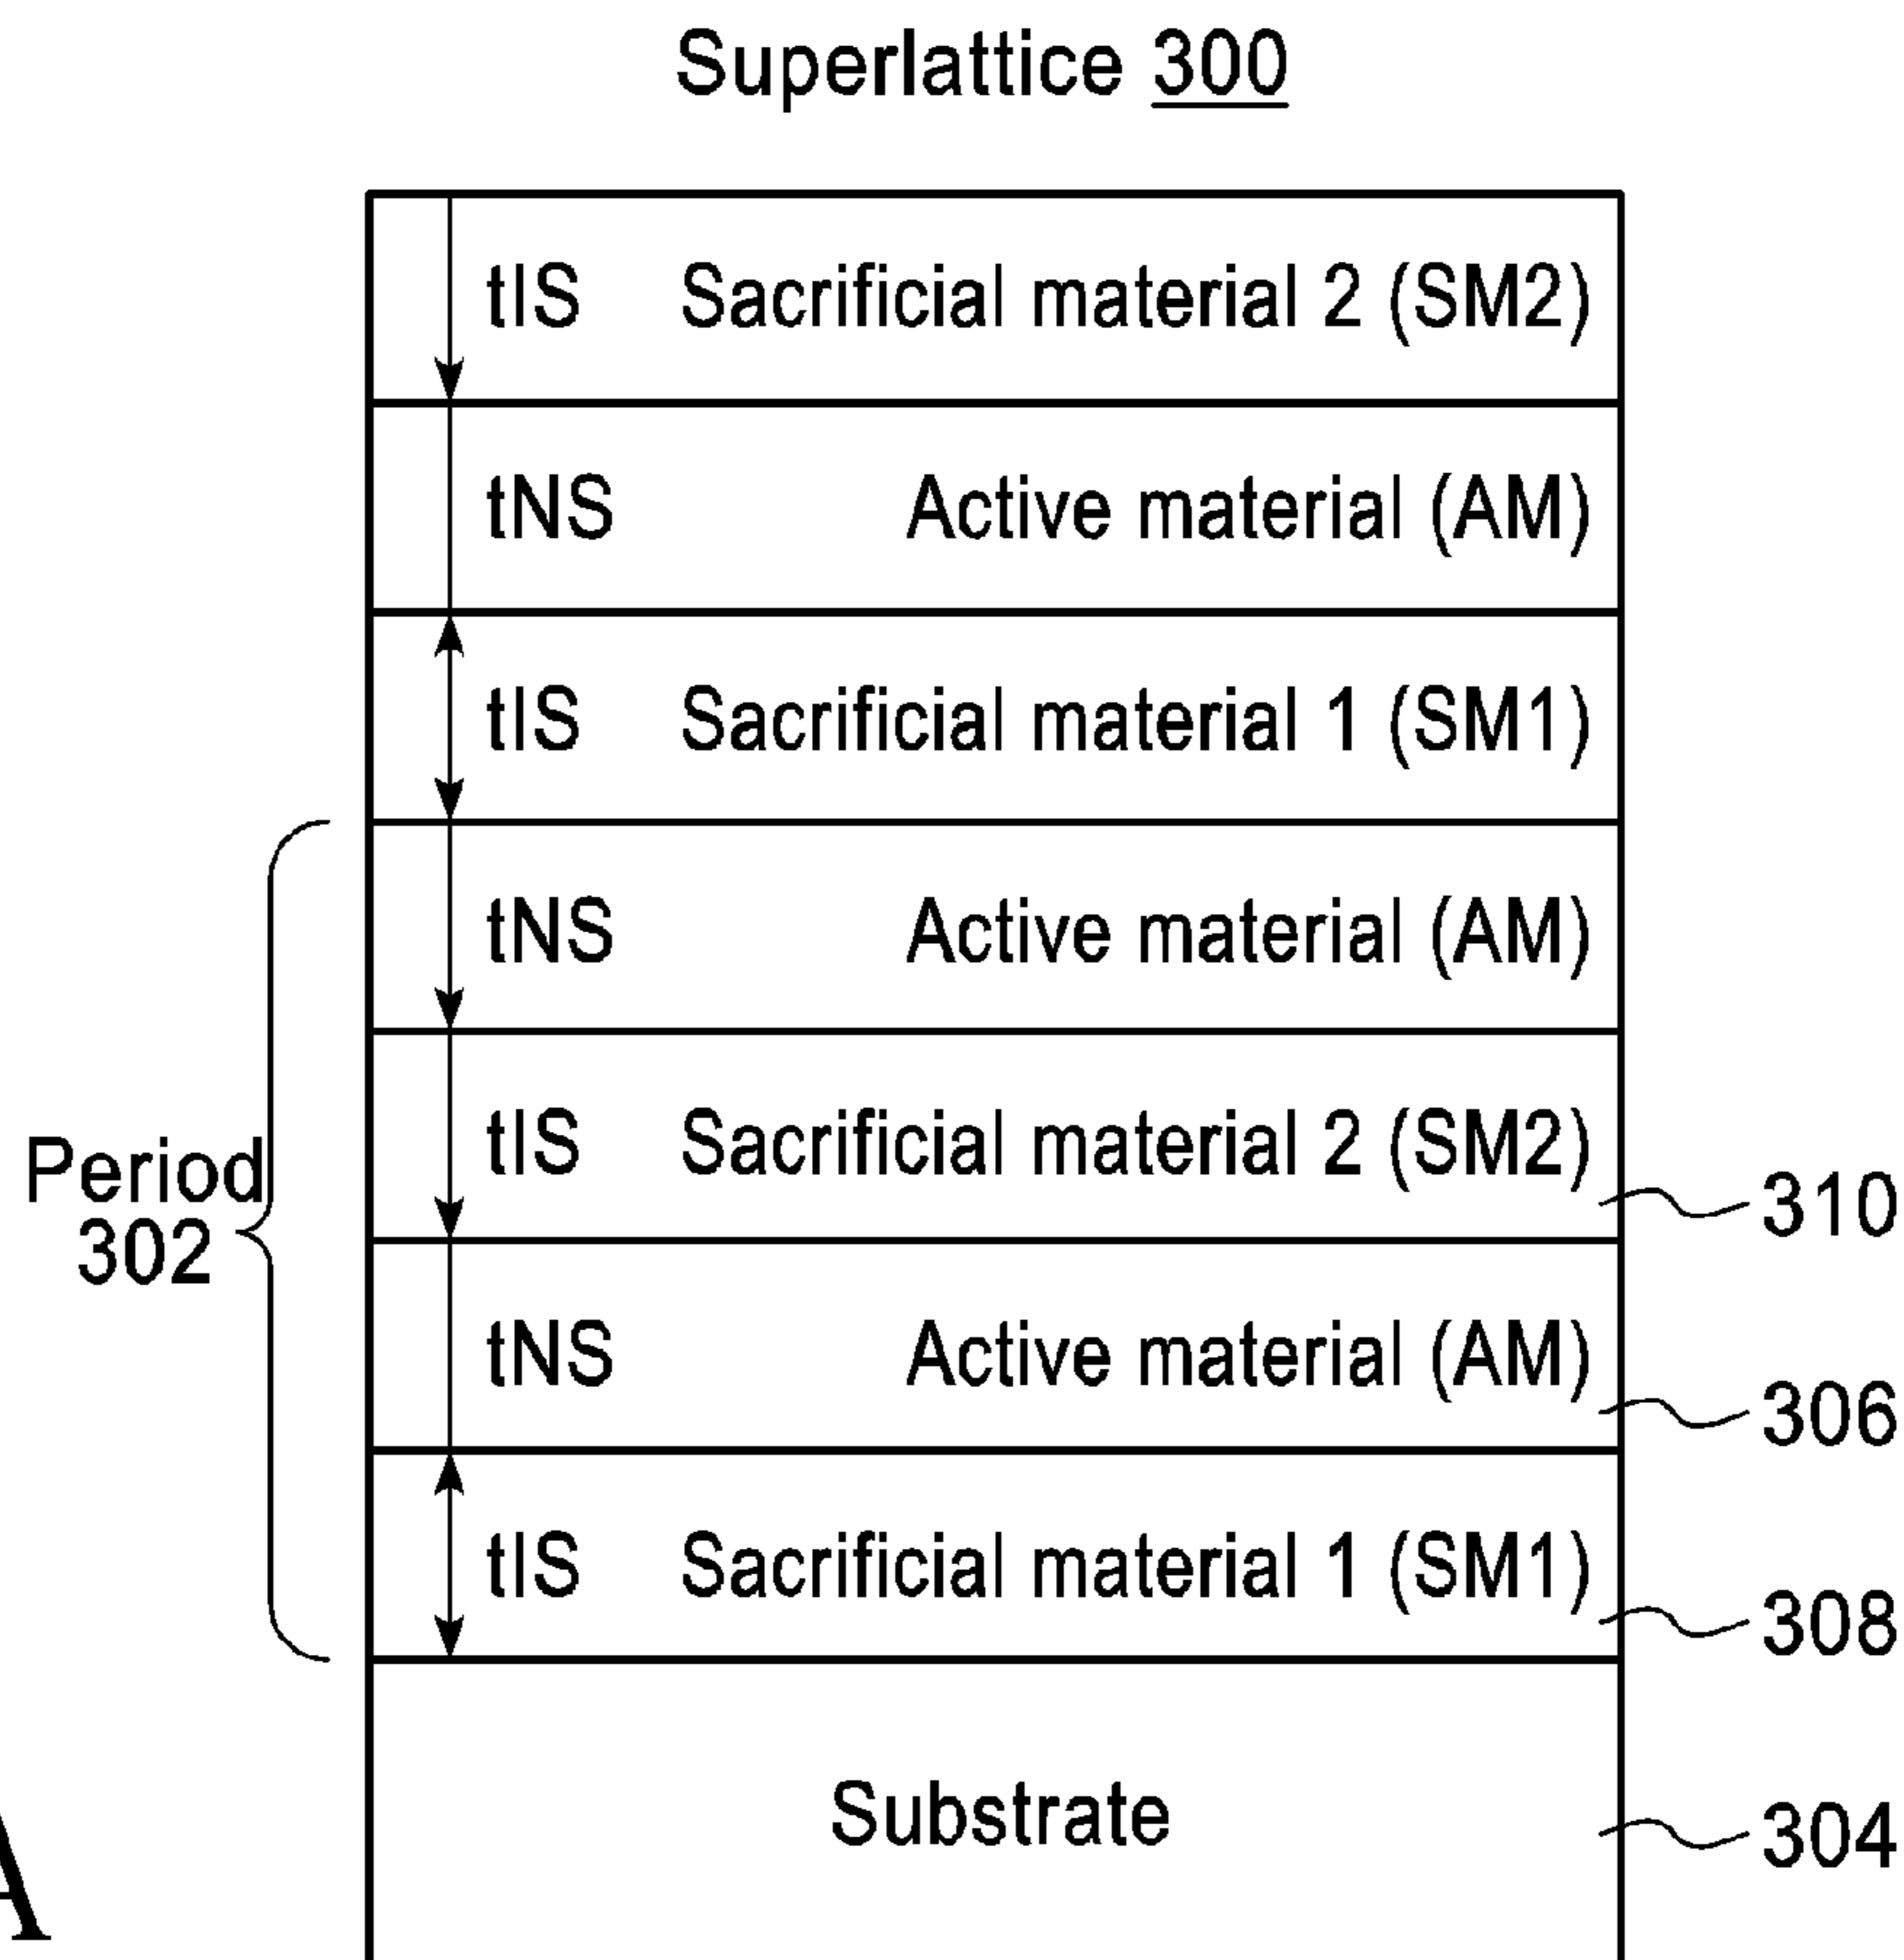 Superlattice 300
tIS Sacrificial material 2 (SM2)
tNS Active material (AM)
tIS Sacrificial material 1 (SM1)
tNS Active material (AM)
tIS Sacrificial material 2 (SM2)
310
Period
302
tNS Active material (AM)
306
tIS Sacrificial material 1 (SM1)
308
Substrate
304
A